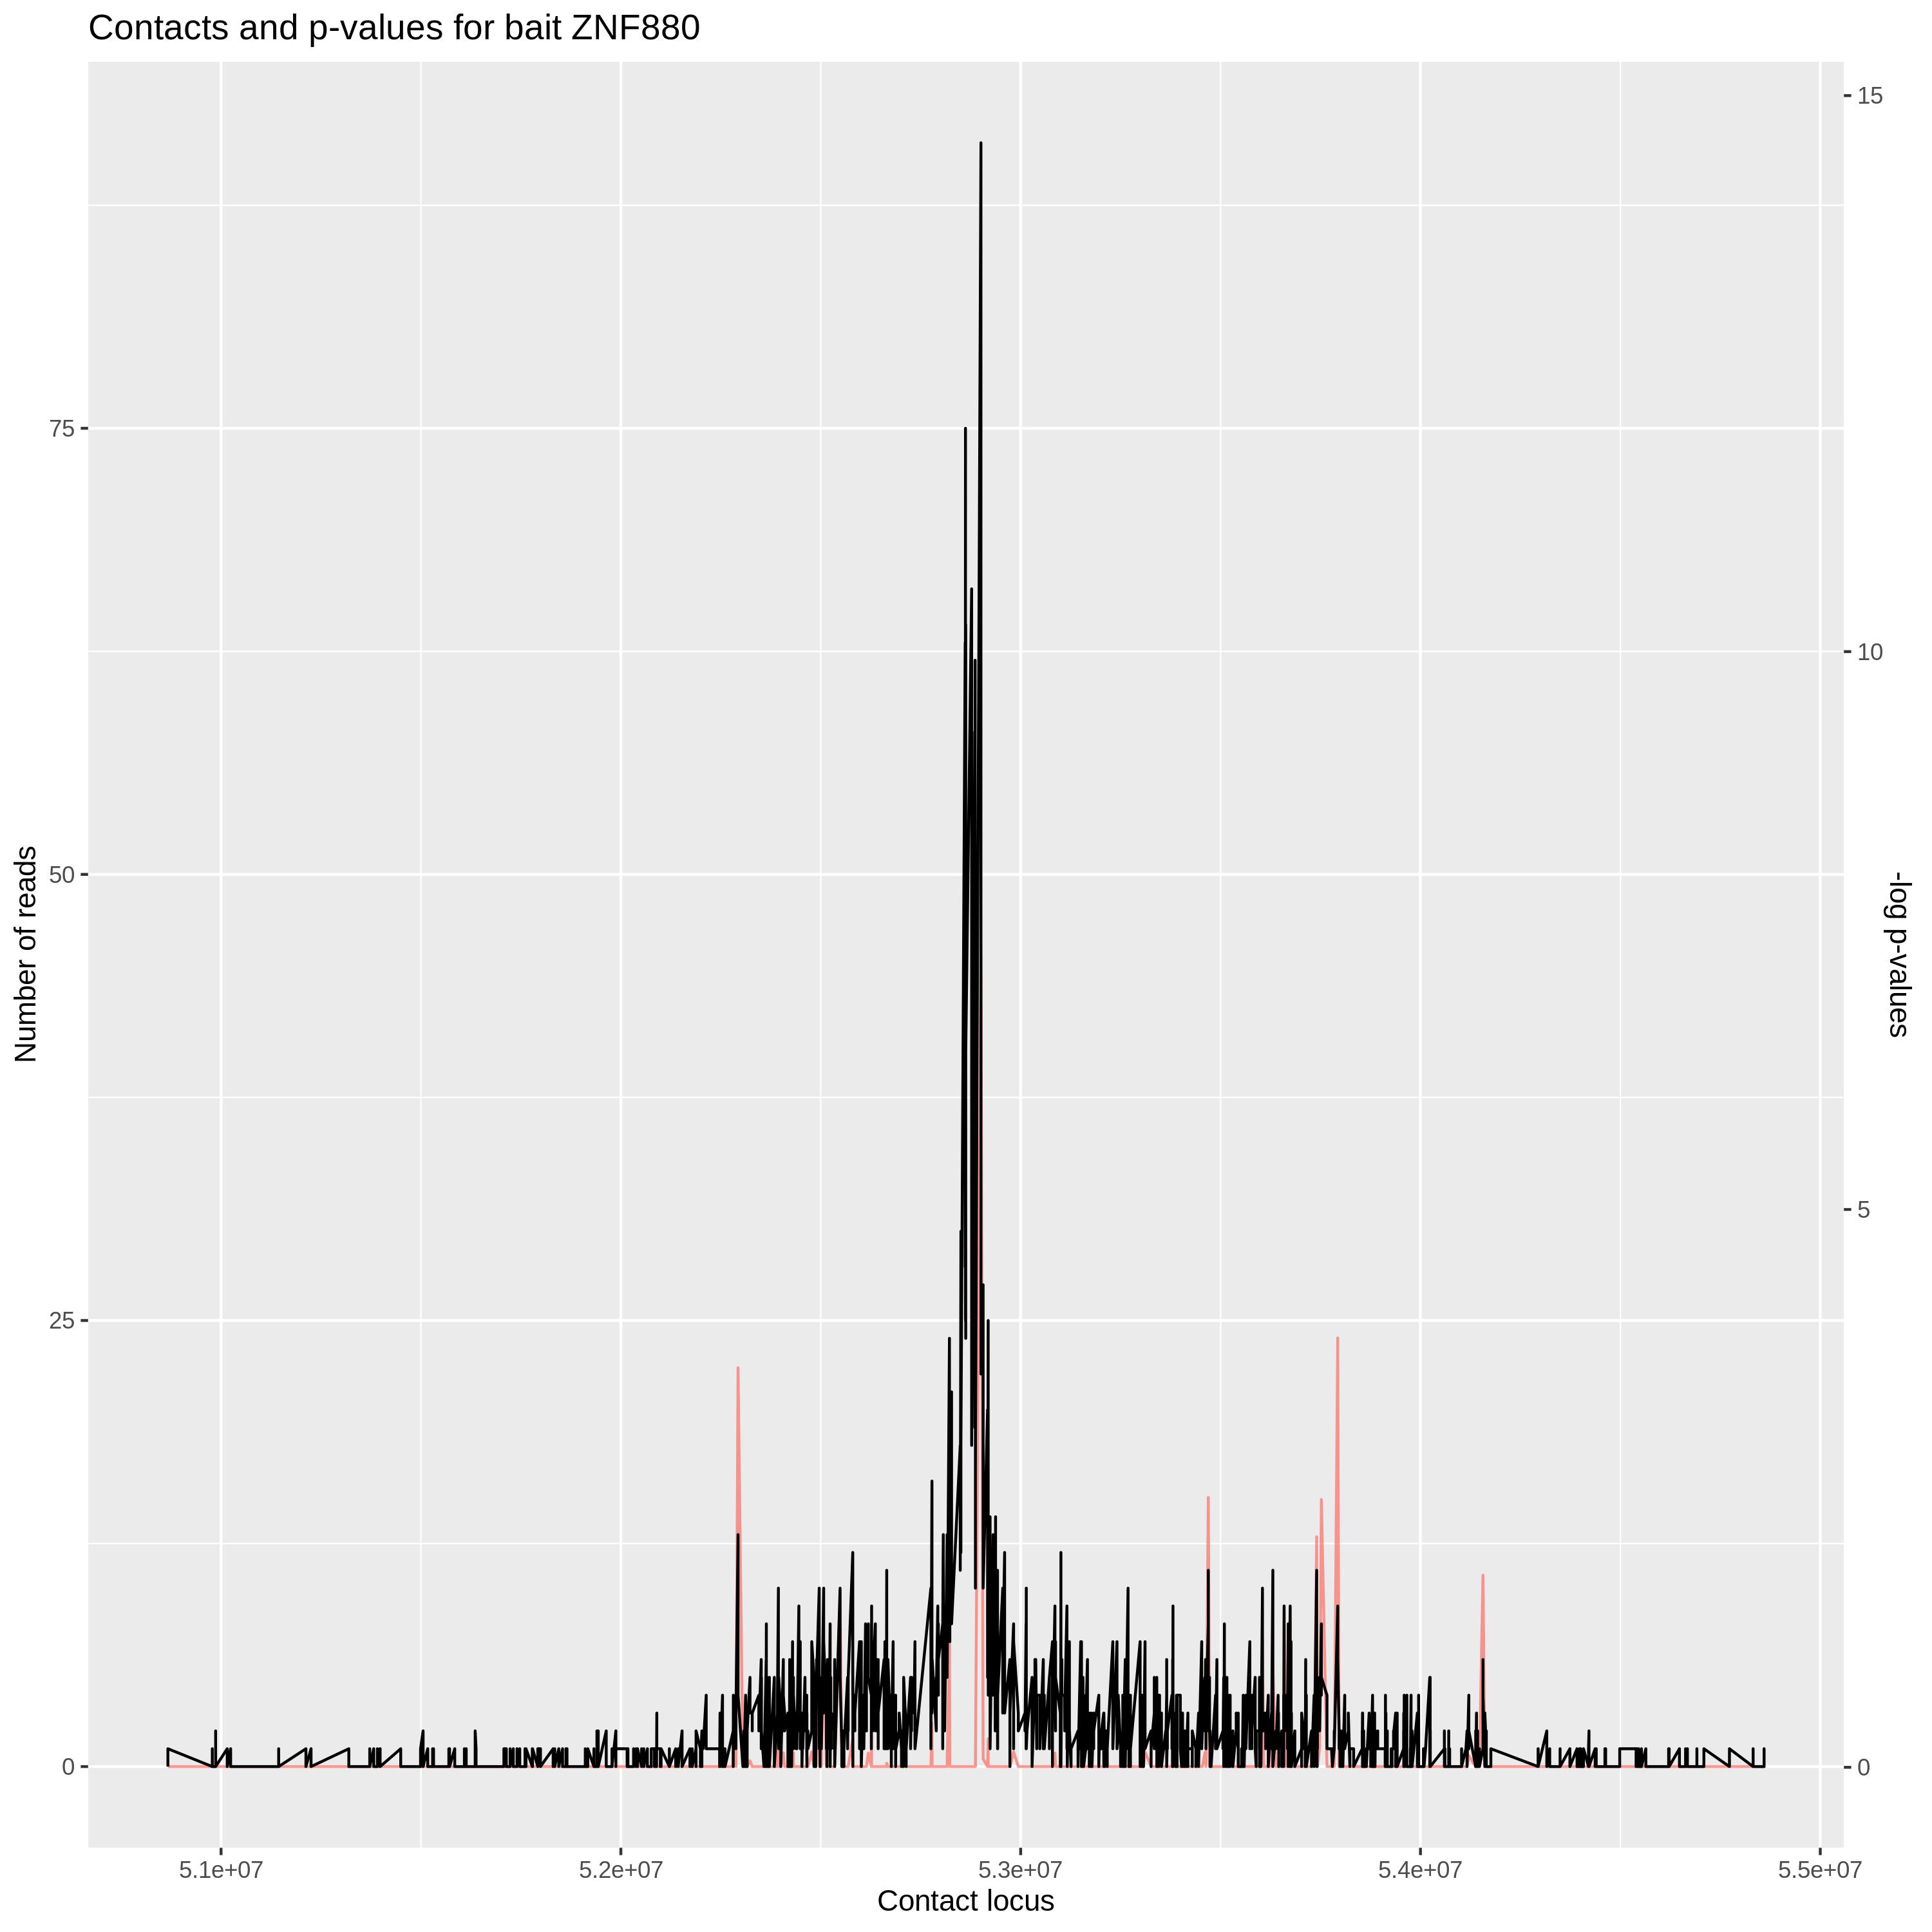 Contacts and p-values for bait ZNF880
15
75
10
50
Number of reads
-log p-values
5
25
0
0
5.1e+07
5.2e+07
5.3e+07
5.4e+07
5.5e+07
Contact locus